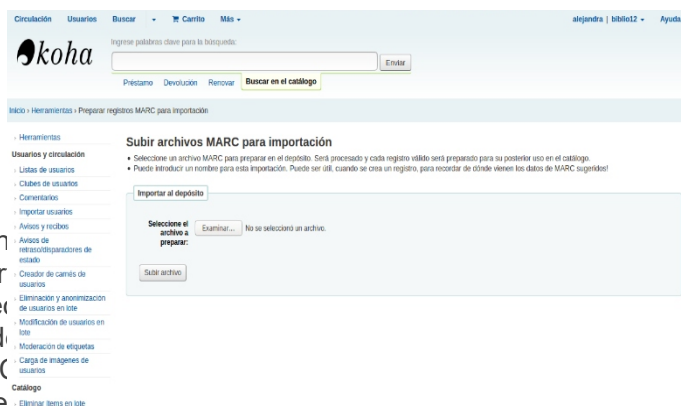 Circulación Usuarios Buscar Carrito Más alejandra | biblio12 Ayuda
koha
Ingrese palabras clave para la búsqueda:
Enviar
Préstamo Devolución Renovar Buscar en el catálogo
Inicio › Herramientas › Preparar registros MARC para importación
Herramientas
Usuarios y circulación
Listas de usuarios
Clubes de usuarios
Comentarios
Importar usuarios
Avisos y recibos
Avisos de
retraso/disparadores de
estado
Creador de carnés de
usuarios
Eliminación y anonimización
de usuarios en lote
Modificación de usuarios en
lote
Moderación de etiquetas
Carga de imágenes de
usuarios
Catálogo
Eliminar ítems en lote
Subir archivos MARC para importación
• Seleccione un archivo MARC para preparar en el depósito. Será procesado y cada registro válido será preparado para su posterior uso en el catálogo.
• Puede introducir un nombre para esta importación. Puede ser útil, cuando se crea un registro, para recordar de dónde vienen los datos de MARC sugeridos!
Importar al depósito
Seleccione el
archivo a
preparar:
Examinar... No se seleccionó un archivo.
Subir archivo